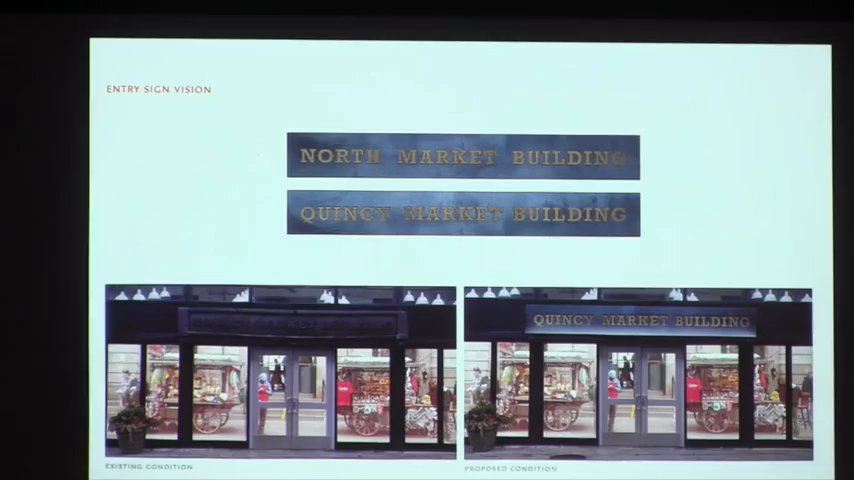 ENTRY SIGN VISION
NORTH MARKET BUILDING
QUINCY MARKET BUILDING
QUINCY MARKET BUILDING
EXISTING CONDITION
PROPOSED CONDITION